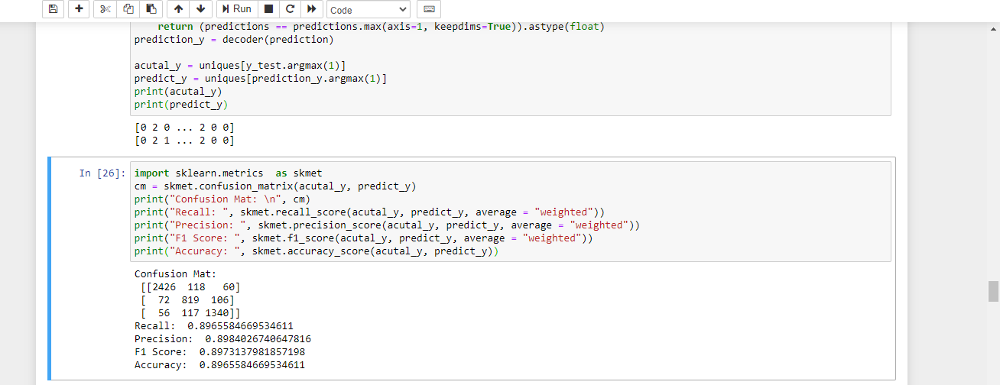 Run Code
return (predictions == predictions.max(axis=1, keepdims=True)).astype(float)
prediction_y = decoder(prediction)
acutal_y = uniques[y_test.argmax(1)]
predict_y = uniques[prediction_y.argmax(1)]
print(acutal_y)
print(predict_y)
[0 2 0 ... 2 0 0]
[0 2 1 ... 2 0 0]
In [26]: import sklearn.metrics  as skmet
cm = skmet.confusion_matrix(acutal_y, predict_y)
print("Confusion Mat: \n", cm)
print("Recall: ", skmet.recall_score(acutal_y, predict_y, average = "weighted"))
print("Precision: ", skmet.precision_score(acutal_y, predict_y, average = "weighted"))
print("F1 Score: ", skmet.f1_score(acutal_y, predict_y, average = "weighted"))
print("Accuracy: ", skmet.accuracy_score(acutal_y, predict_y))
Confusion Mat:
[[2426  118   60]
[  72  819  106]
[  56  117 1340]]
Recall:  0.8965584669534611
Precision:  0.8984026740647816
F1 Score:  0.8973137981857198
Accuracy:  0.8965584669534611